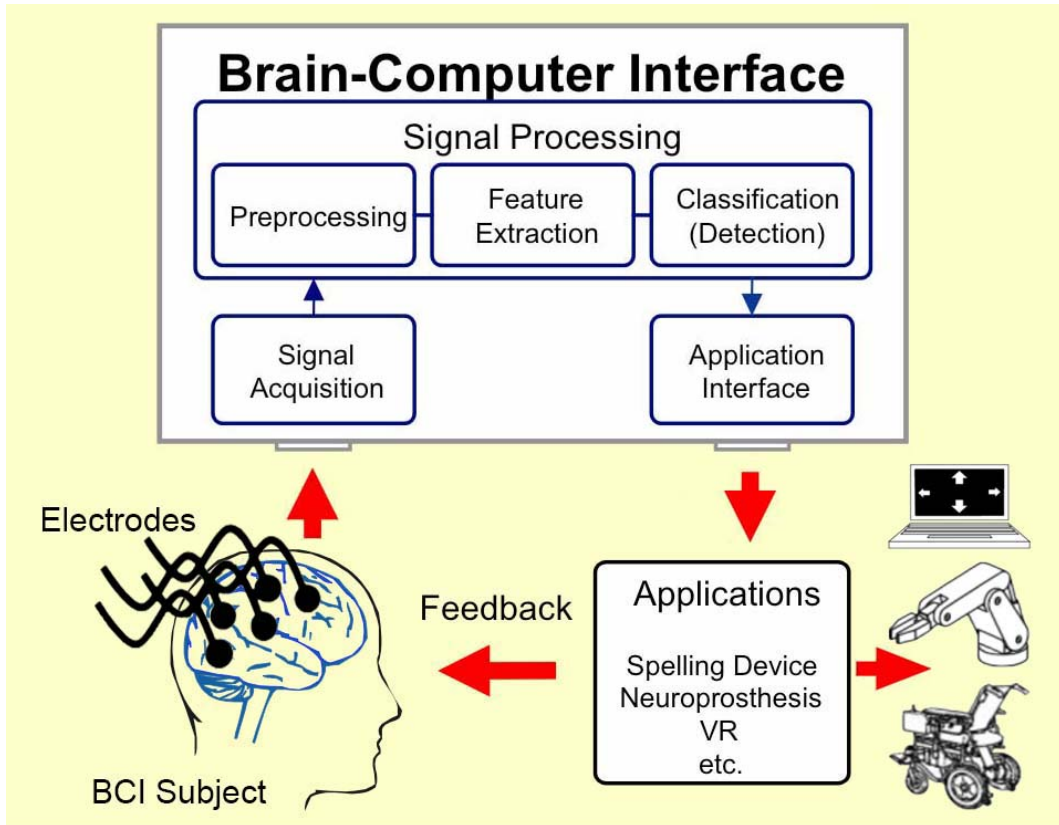 Brain-Computer Interface
Signal Processing
Preprocessing
Feature
Extraction
Classification
(Detection)
Signal
Acquisition
Application
Interface
Electrodes
BCI Subject
Feedback
Applications
Spelling Device
Neuroprosthesis
VR
etc.